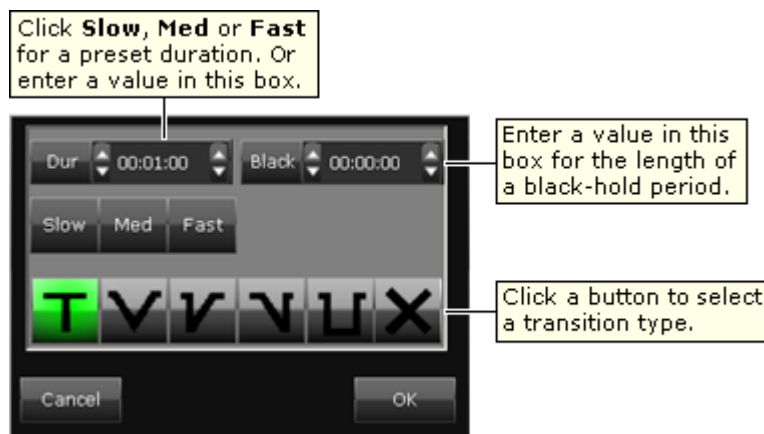 Click Slow, Med or Fast
for a preset duration. Or
enter a value in this box.
Dur 00:01:00 Black 00:00:00
Enter a value in this
box for the length of
a black-hold period.
Slow Med Fast
Click a button to select
a transition type.
Cancel OK